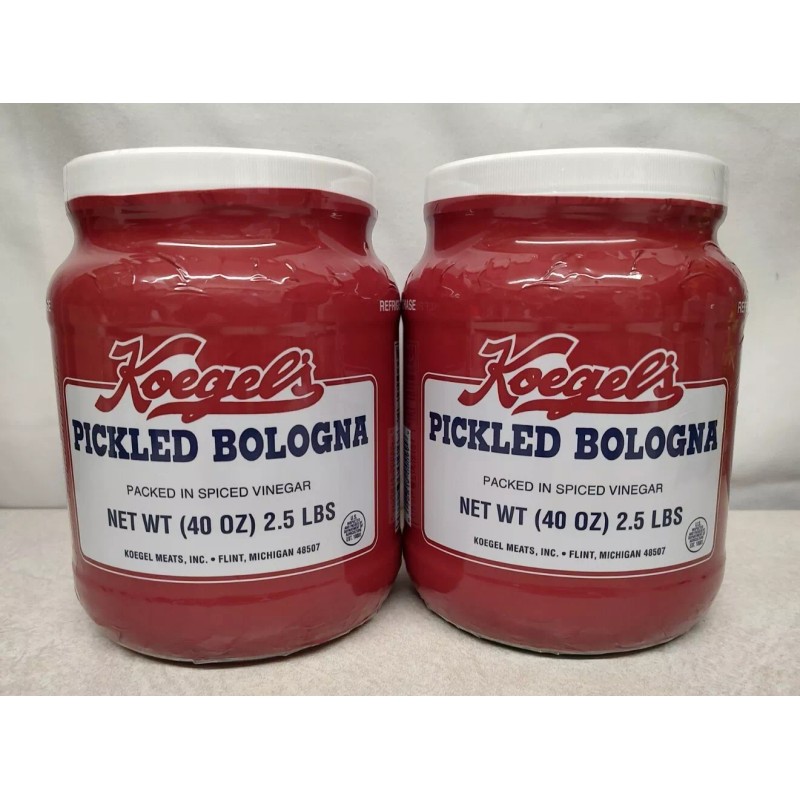 Koegel's
PICKLED BOLOGNA
PACKED IN SPICED VINEGAR
NET WT (40 OZ) 2.5 LBS
KOEGEL MEATS, INC. • FLINT, MICHIGAN 48507
Koegel's
PICKLED BOLOGNA
PACKED IN SPICED VINEGAR
NET WT (40 OZ) 2.5 LBS
KOEGEL MEATS, INC. • FLINT, MICHIGAN 48507